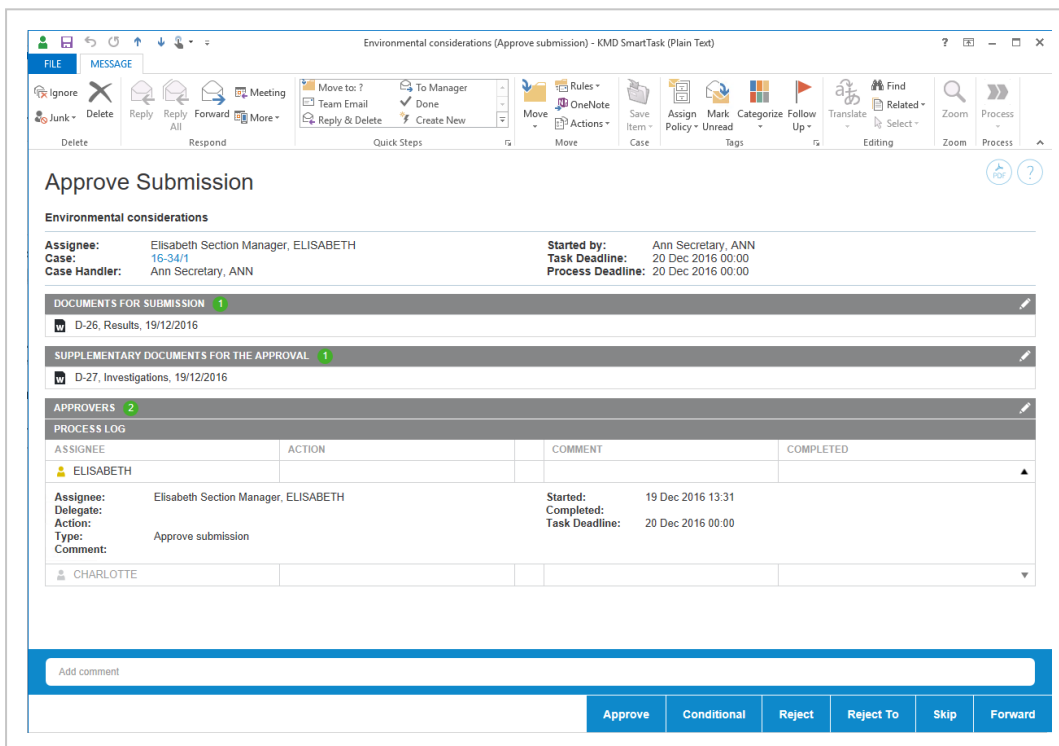 Environmental considerations (Approve submission) - KMD SmartTask (Plain Text)
?
FILE MESSAGE
Ignore
Junk
Delete
Reply
Reply All
Forward
Meeting
More
Move to: ?
Team Email
Reply & Delete
To Manager
Done
Create New
Move
Rules
OneNote
Actions
Save Item
Assign Policy
Mark Unread
Categorize
Follow Up
Translate
Find
Related
Select
Zoom
Process
Delete Respond Quick Steps Move Case Tags Editing Zoom Process
Approve Submission
PDF ?
Environmental considerations
Assignee: Elisabeth Section Manager, ELISABETH Started by: Ann Secretary, ANN
Case: 16-34/1 Task Deadline: 20 Dec 2016 00:00
Case Handler: Ann Secretary, ANN Process Deadline: 20 Dec 2016 00:00
DOCUMENTS FOR SUBMISSION 1
W D-26, Results, 19/12/2016
SUPPLEMENTARY DOCUMENTS FOR THE APPROVAL 1
W D-27, Investigations, 19/12/2016
APPROVERS 2
PROCESS LOG
ASSIGNEE ACTION COMMENT COMPLETED
ELISABETH
Assignee: Elisabeth Section Manager, ELISABETH Started: 19 Dec 2016 13:31
Delegate: Completed:
Action: Task Deadline: 20 Dec 2016 00:00
Type: Approve submission
Comment:
CHARLOTTE
Add comment
Approve Conditional Reject Reject To Skip Forward